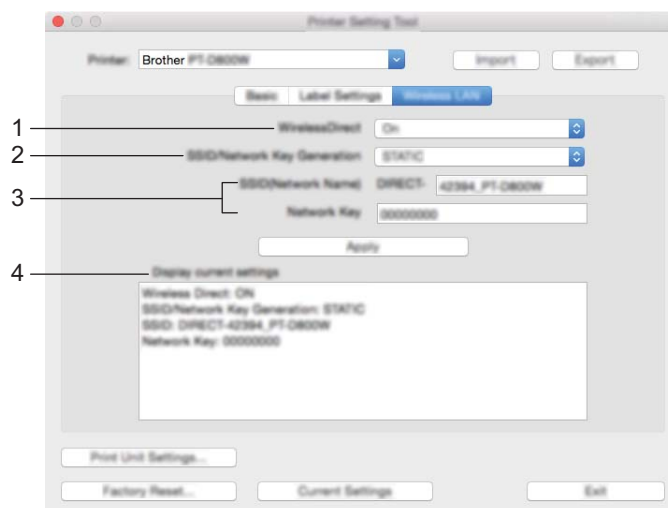 Printer Setting Tool
Printer: Brother PT-D800W Import Export
Basic Label Settings Wireless LAN
1 WirelessDirect On
2 SSID/Network Key Generation STATIC
3 SSID(Network Name) DIRECT- 42394_PT-D800W
Network Key 00000000
Apply
4 Display current settings
Wireless Direct: ON
SSID/Network Key Generation: STATIC
SSID: DIRECT-42394_PT-D800W
Network Key: 00000000
Print Unit Settings...
Factory Reset... Current Settings Exit